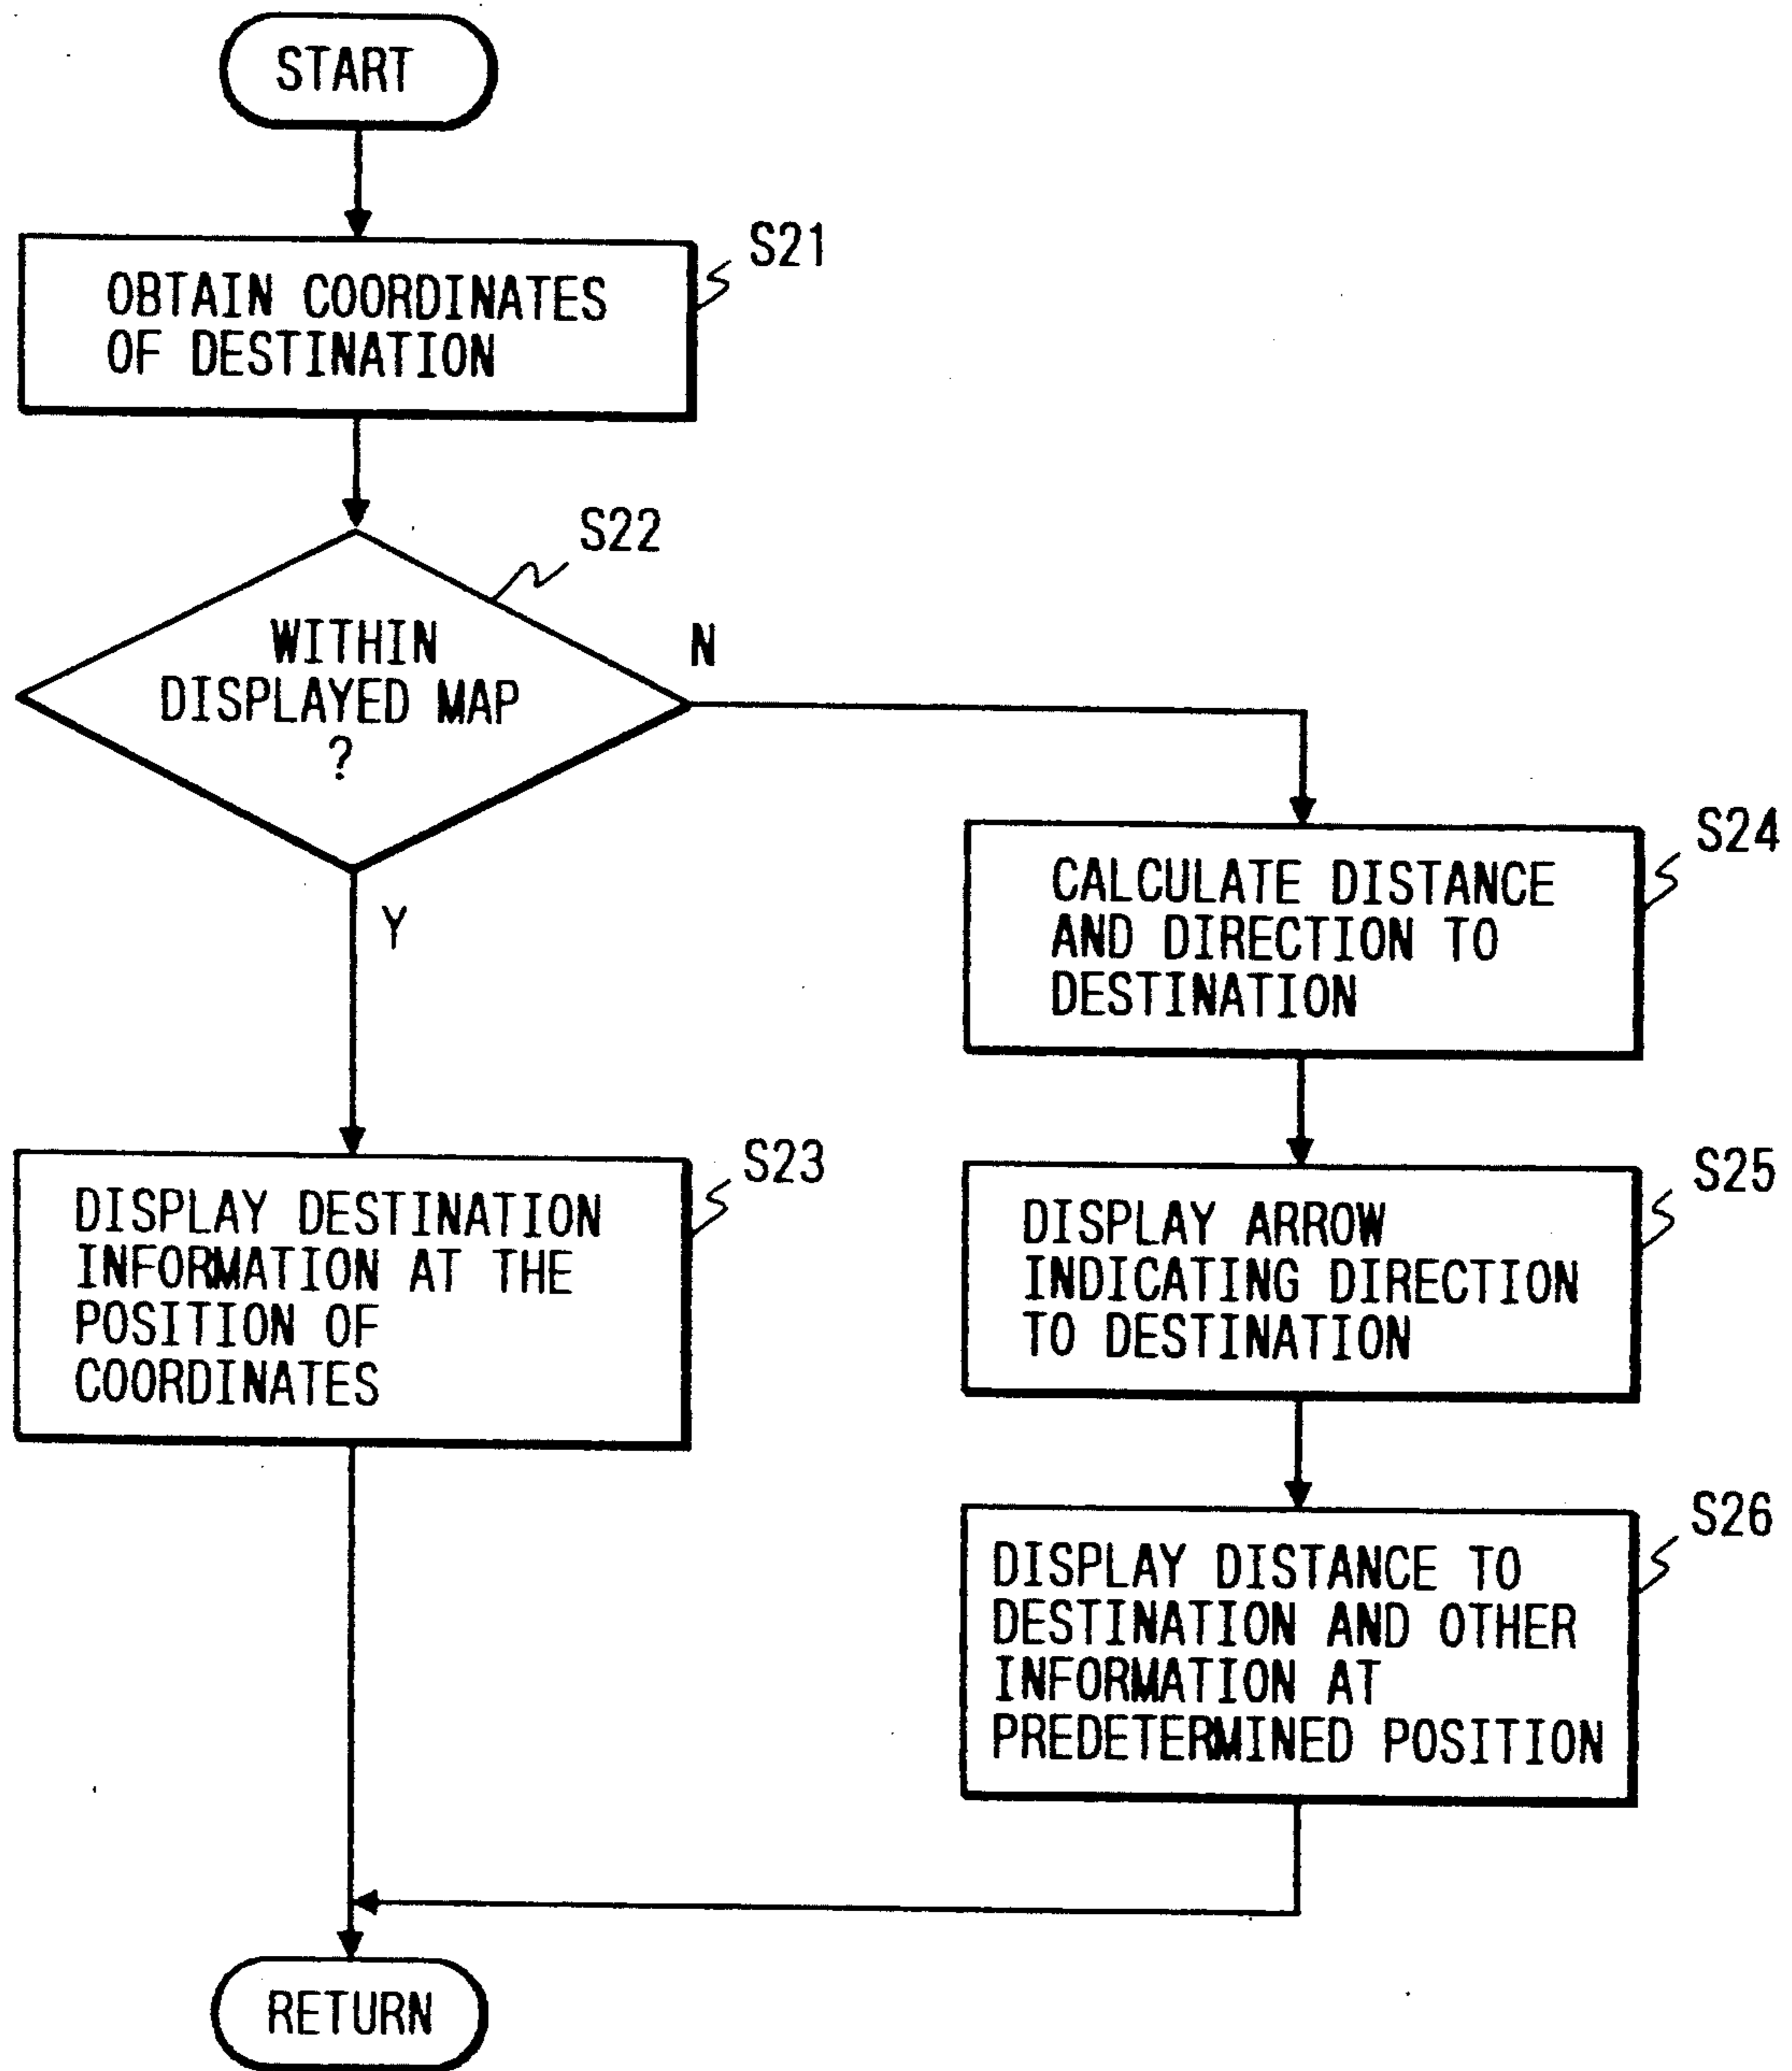 START
S21
OBTAIN COORDINATES
OF DESTINATION
S22
WITHIN
DISPLAYED MAP
?
N
Y
S24
CALCULATE DISTANCE
AND DIRECTION TO
DESTINATION
S23
DISPLAY DESTINATION
INFORMATION AT THE
POSITION OF
COORDINATES
S25
DISPLAY ARROW
INDICATING DIRECTION
TO DESTINATION
S26
DISPLAY DISTANCE TO
DESTINATION AND OTHER
INFORMATION AT
PREDETERMINED POSITION
RETURN